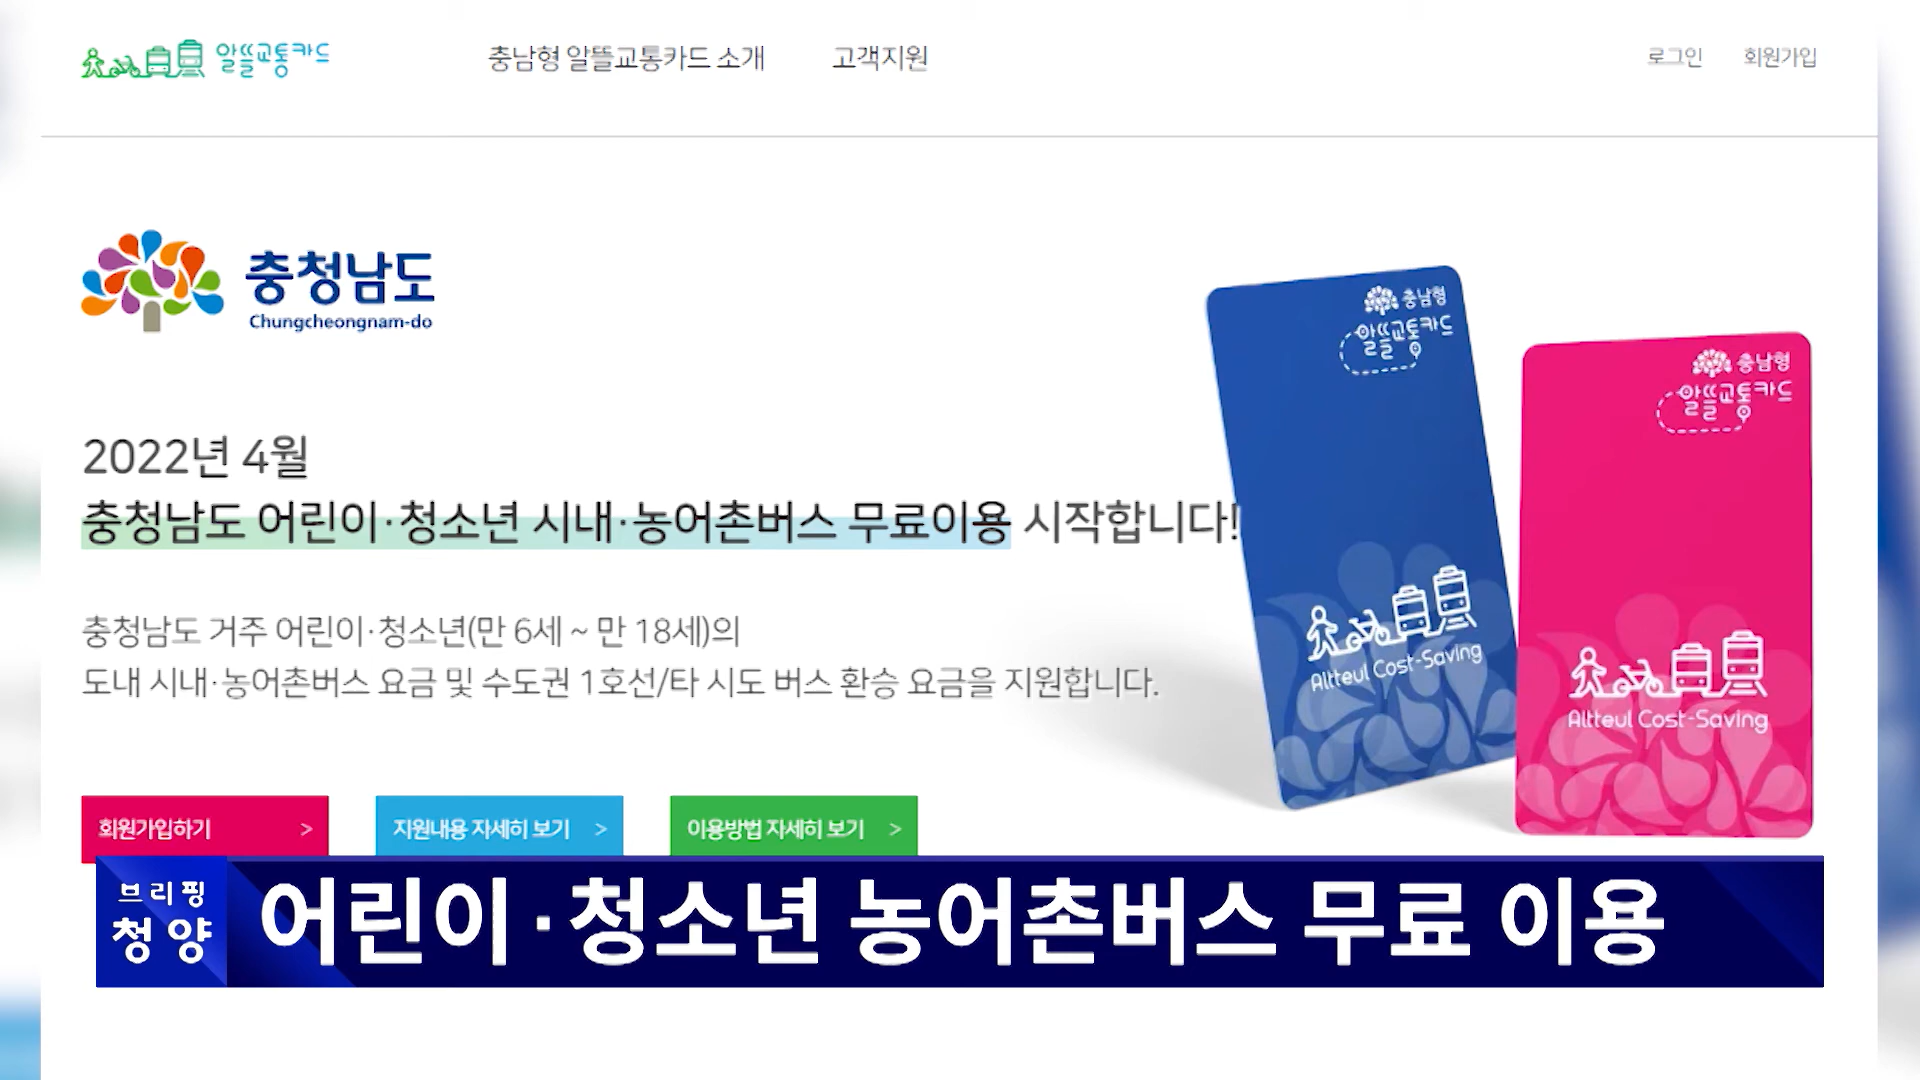 알뜰교통카드
충남형 알뜰교통카드 소개
고객지원
로그인
회원가입
충청남도
Chungcheongnam-do
2022년 4월
충청남도 어린이·청소년 시내·농어촌버스 무료이용 시작합니다!
충청남도 거주 어린이·청소년(만 6세 ~ 만 18세)의
도내 시내·농어촌버스 요금 및 수도권 1호선/타 시도 버스 환승 요금을 지원합니다.
충남형
알뜰교통카드
Altteul Cost-Saving
충남형
알뜰교통카드
Altteul Cost-Saving
회원가입하기 >
지원내용 자세히 보기 >
이용방법 자세히 보기 >
브리핑
청양
어린이·청소년 농어촌버스 무료 이용